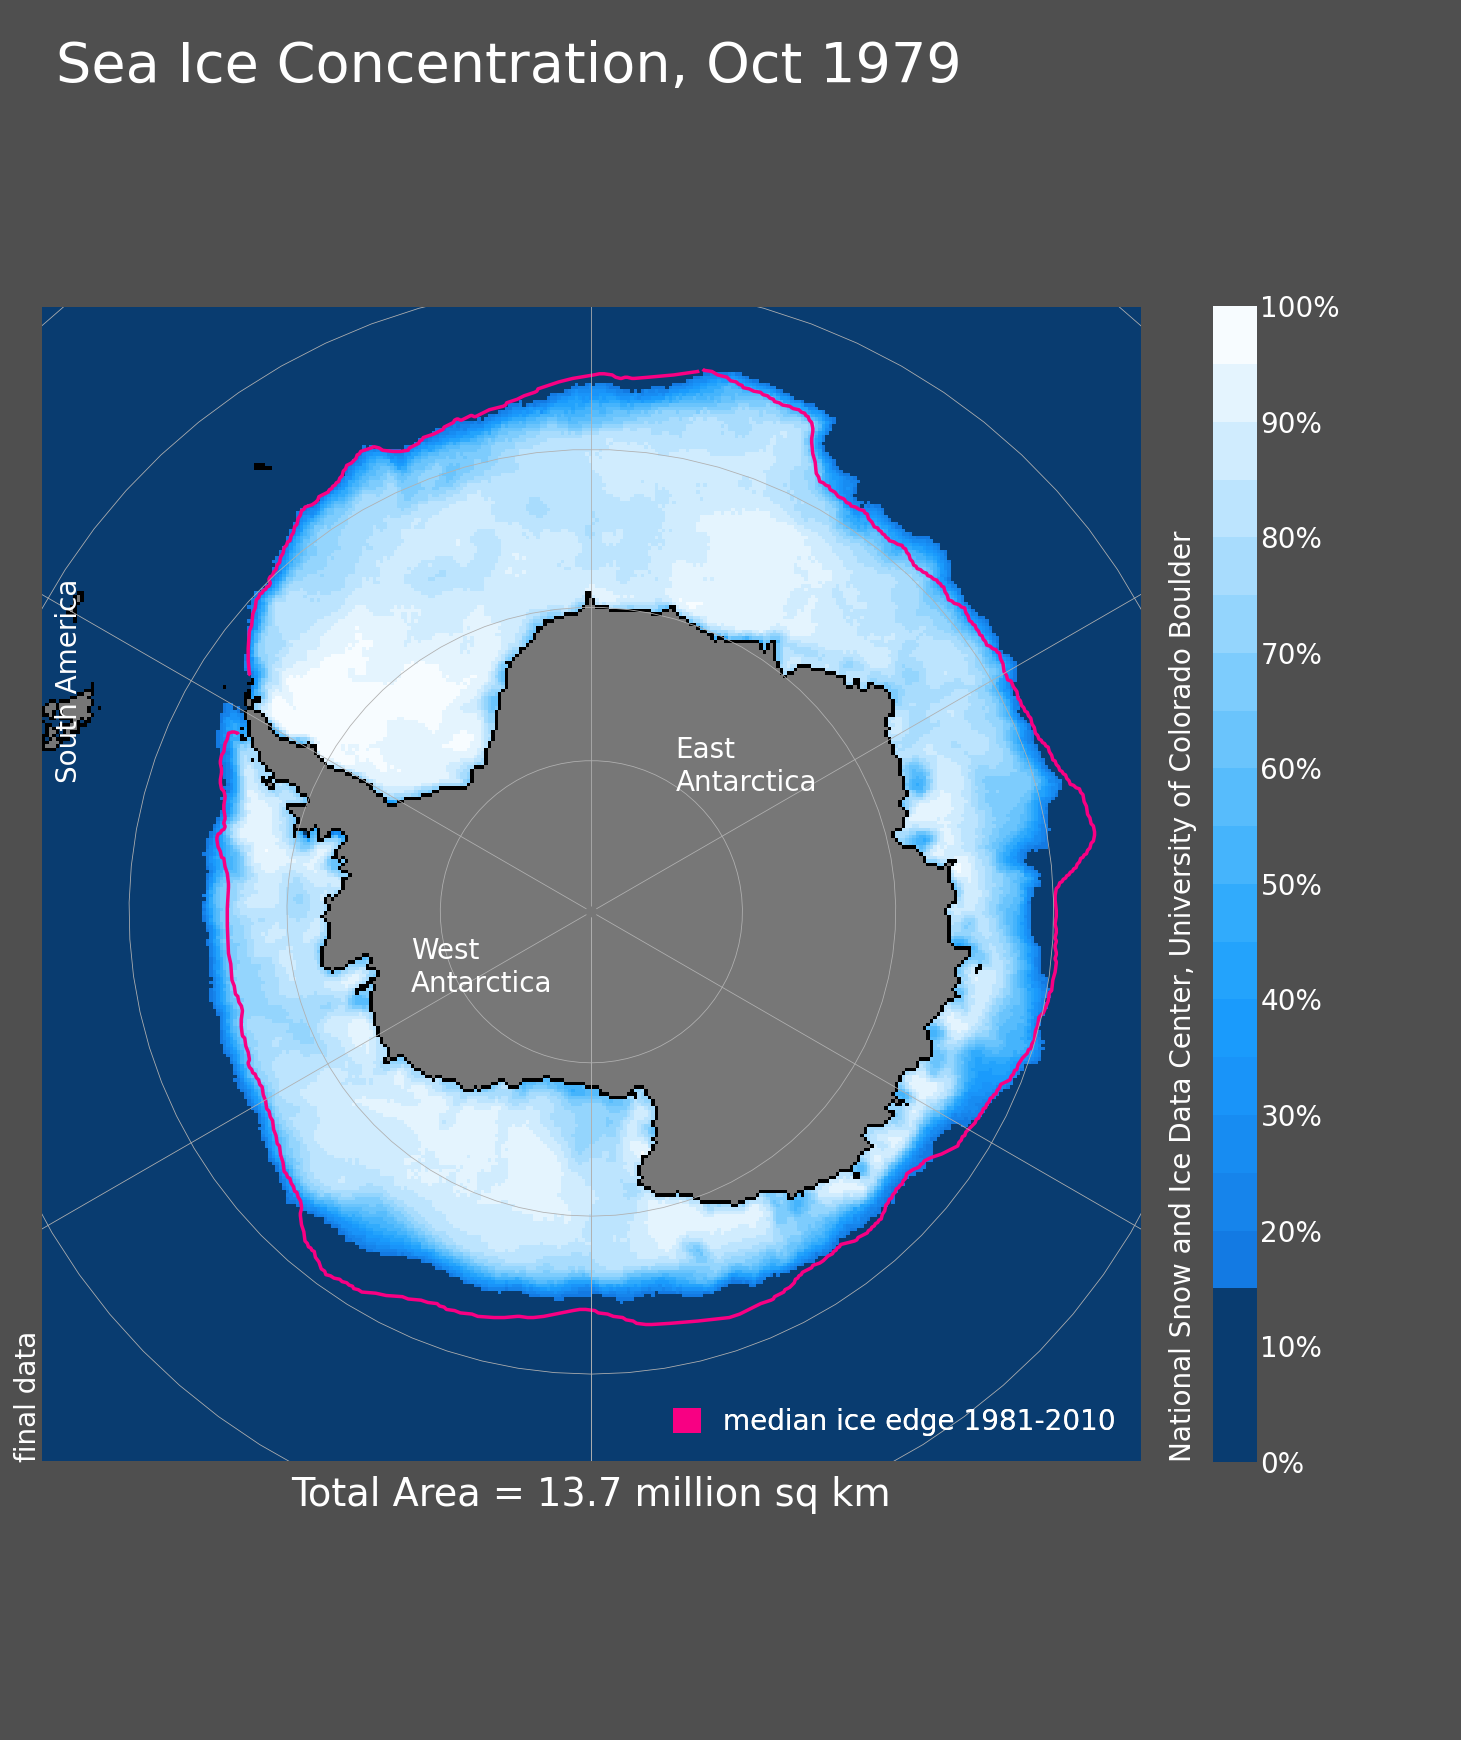 Sea Ice Concentration, Oct 1979
South America
East
Antarctica
West
Antarctica
median ice edge 1981-2010
final data
Total Area = 13.7 million sq km
National Snow and Ice Data Center, University of Colorado Boulder
100%
90%
80%
70%
60%
50%
40%
30%
20%
10%
0%